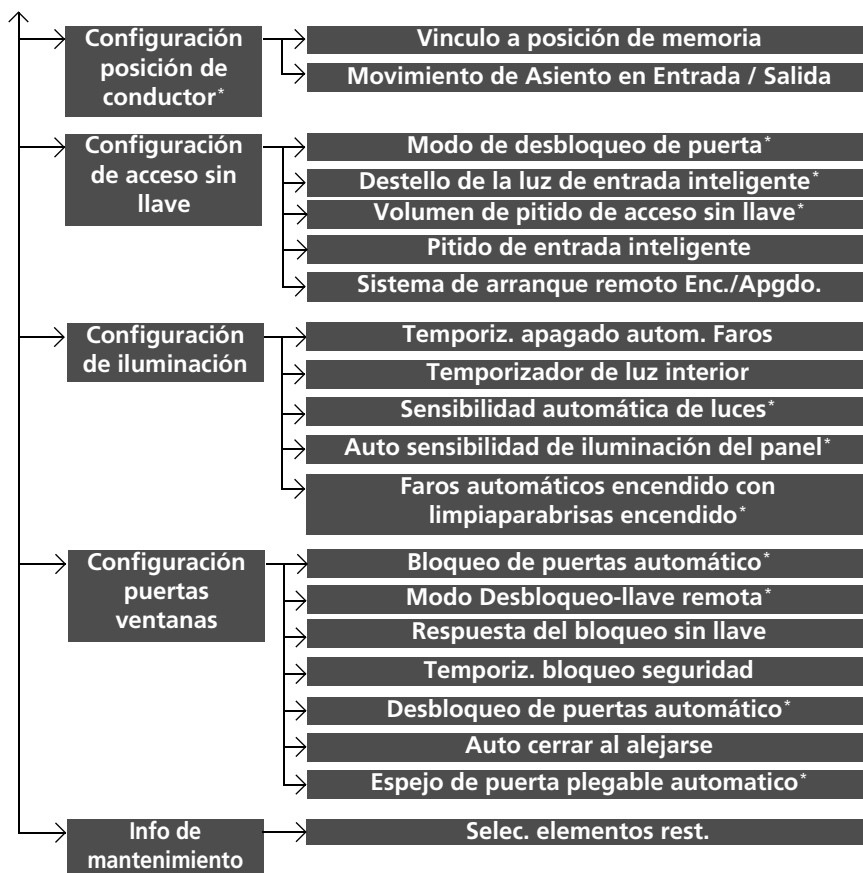 Configuración
posición de
conductor*
Vinculo a posición de memoria
Movimiento de Asiento en Entrada / Salida
Configuración
de acceso sin
llave
Modo de desbloqueo de puerta*
Destello de la luz de entrada inteligente*
Volumen de pitido de acceso sin llave*
Pitido de entrada inteligente
Sistema de arranque remoto Enc./Apgdo.
Configuración
de iluminación
Temporiz. apagado autom. Faros
Temporizador de luz interior
Sensibilidad automática de luces*
Auto sensibilidad de iluminación del panel*
Faros automáticos encendido con
limpiaparabrisas encendido*
Configuración
puertas
ventanas
Bloqueo de puertas automático*
Modo Desbloqueo-llave remota*
Respuesta del bloqueo sin llave
Temporiz. bloqueo seguridad
Desbloqueo de puertas automático*
Auto cerrar al alejarse
Espejo de puerta plegable automatico*
Info de
mantenimiento
Selec. elementos rest.